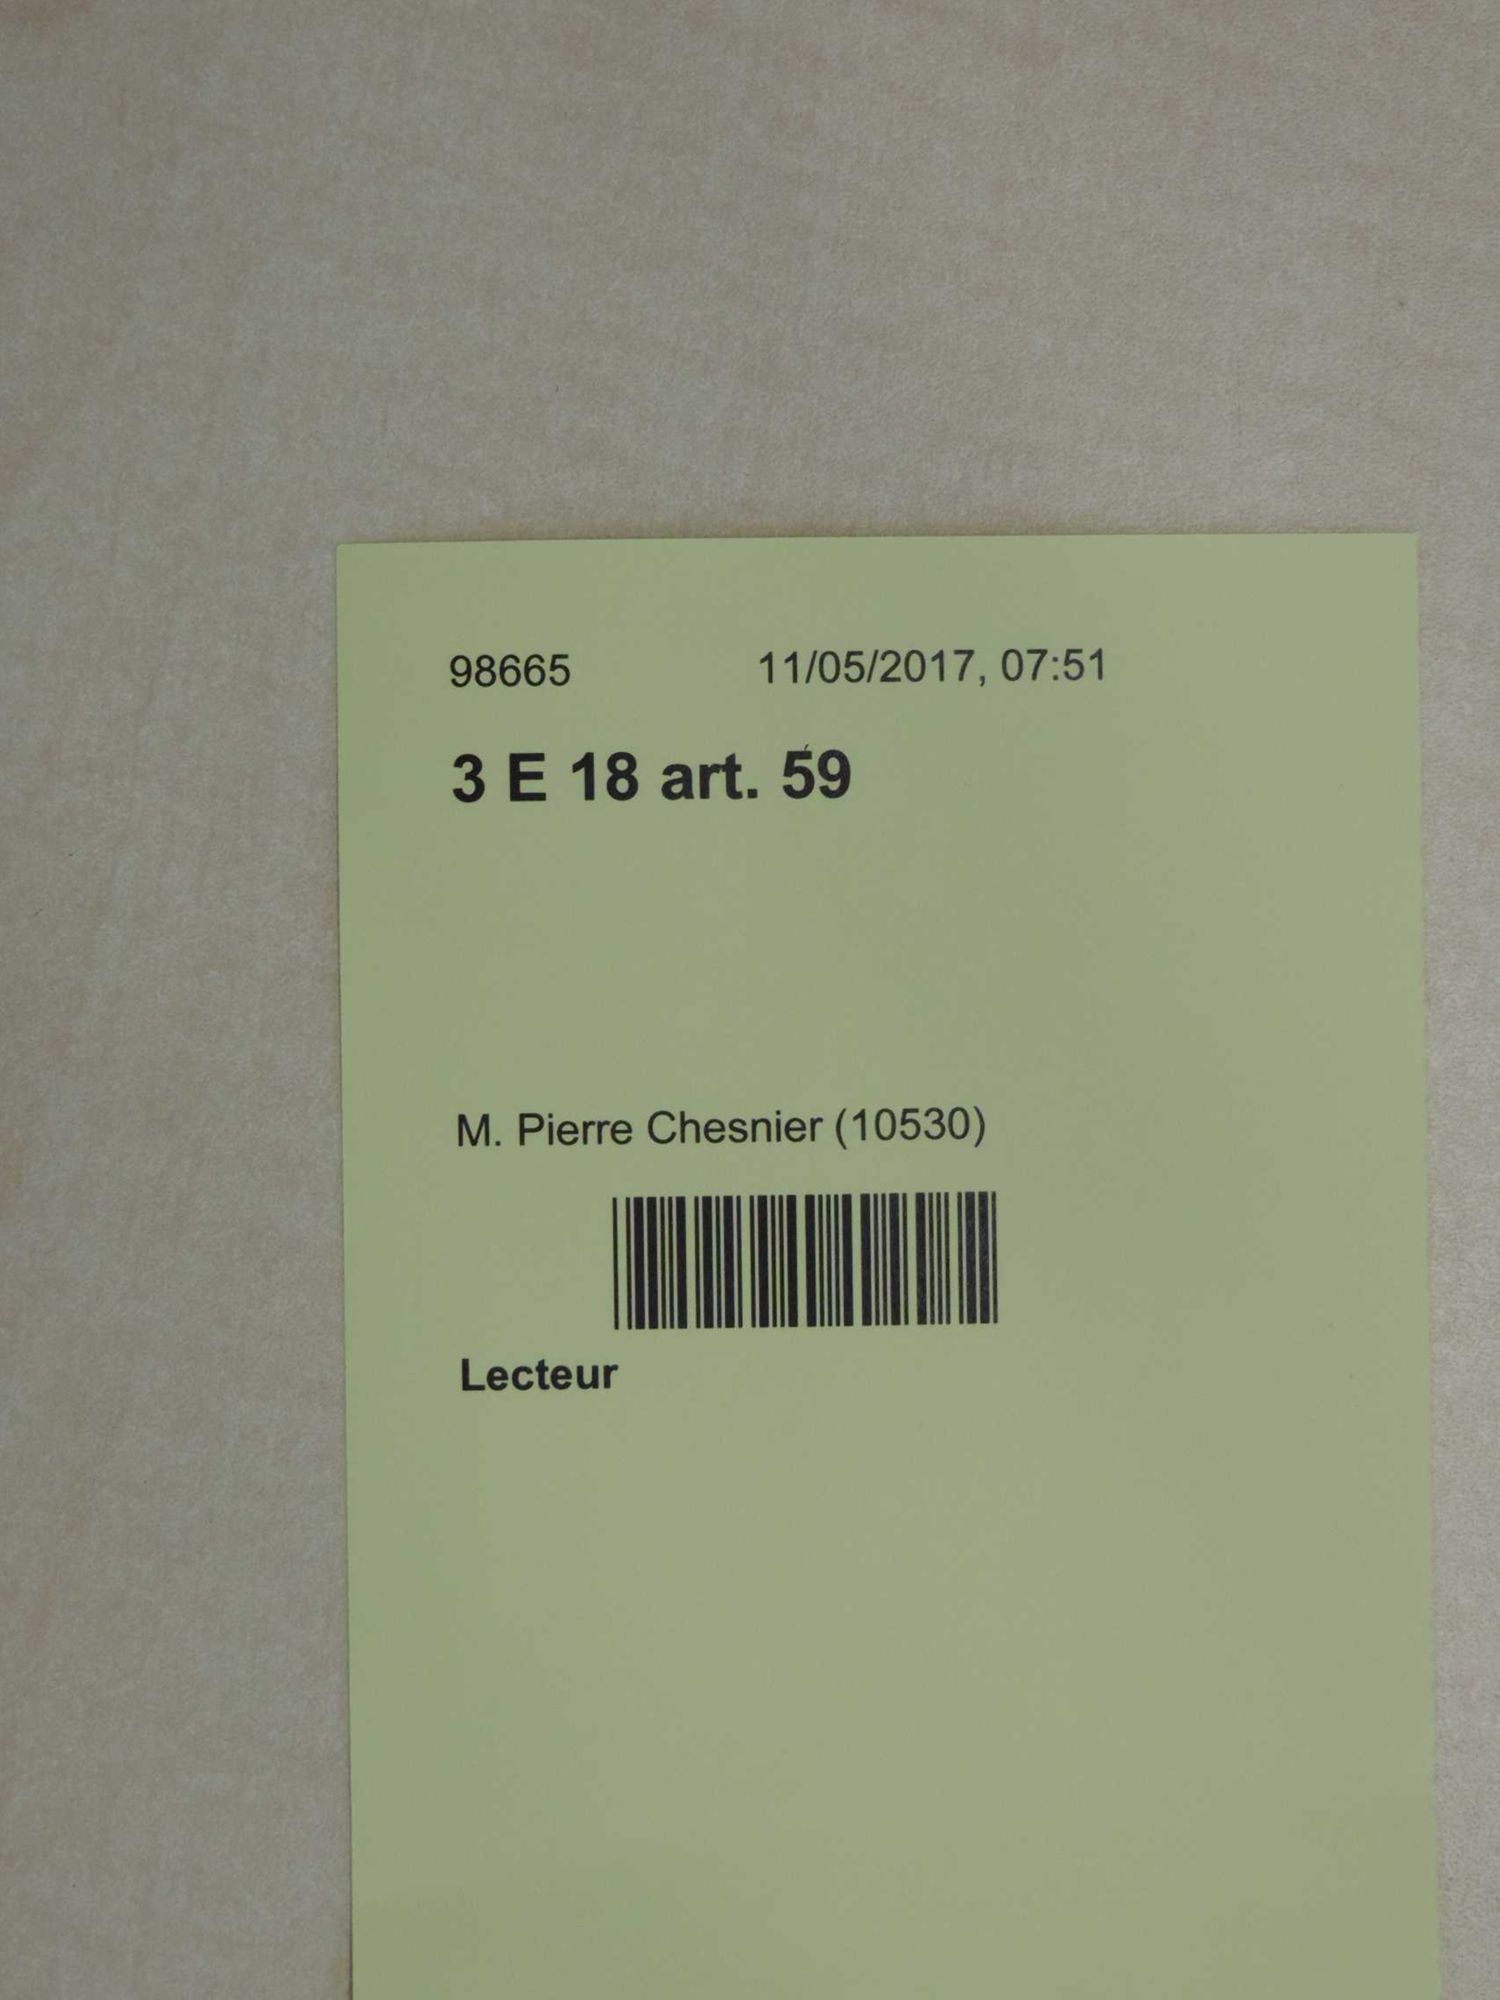 98665 11/05/2017, 07:51
3 E 18 art. 59
M. Pierre Chesnier (10530)
Lecteur